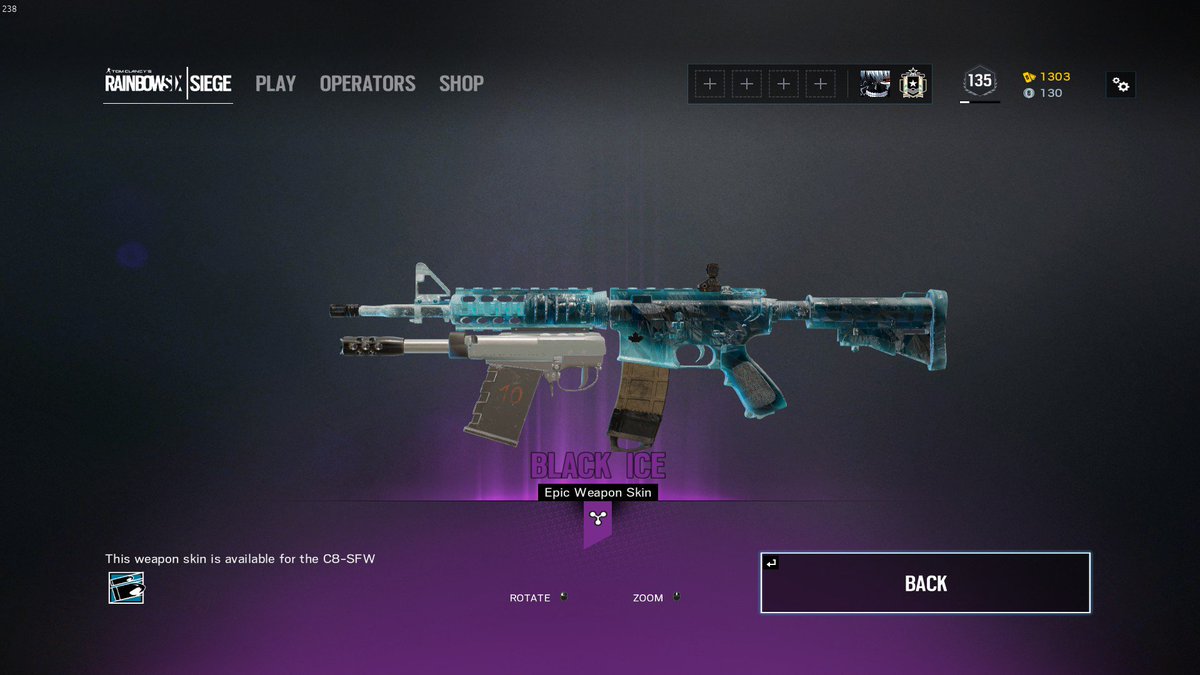 238
TOM CLANCY'S
RAINBOWSIX | SIEGE
PLAY
OPERATORS
SHOP
135
1303
130
10
BLACK ICE
Epic Weapon Skin
This weapon skin is available for the C8-SFW
ROTATE
ZOOM
BACK